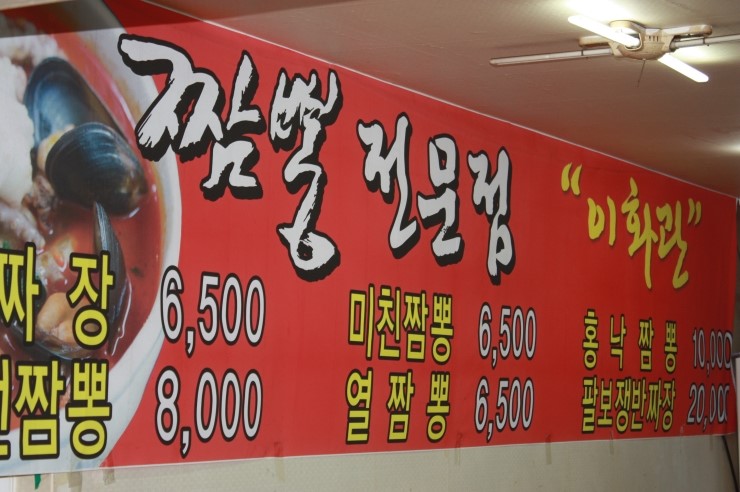 짬뽕 전문점 "이화관"
짜장 6,500 미친짬뽕 6,500 홍낙짬뽕 10,000
짬뽕 8,000 열짬뽕 6,500 팔보쟁반짜장 20,000